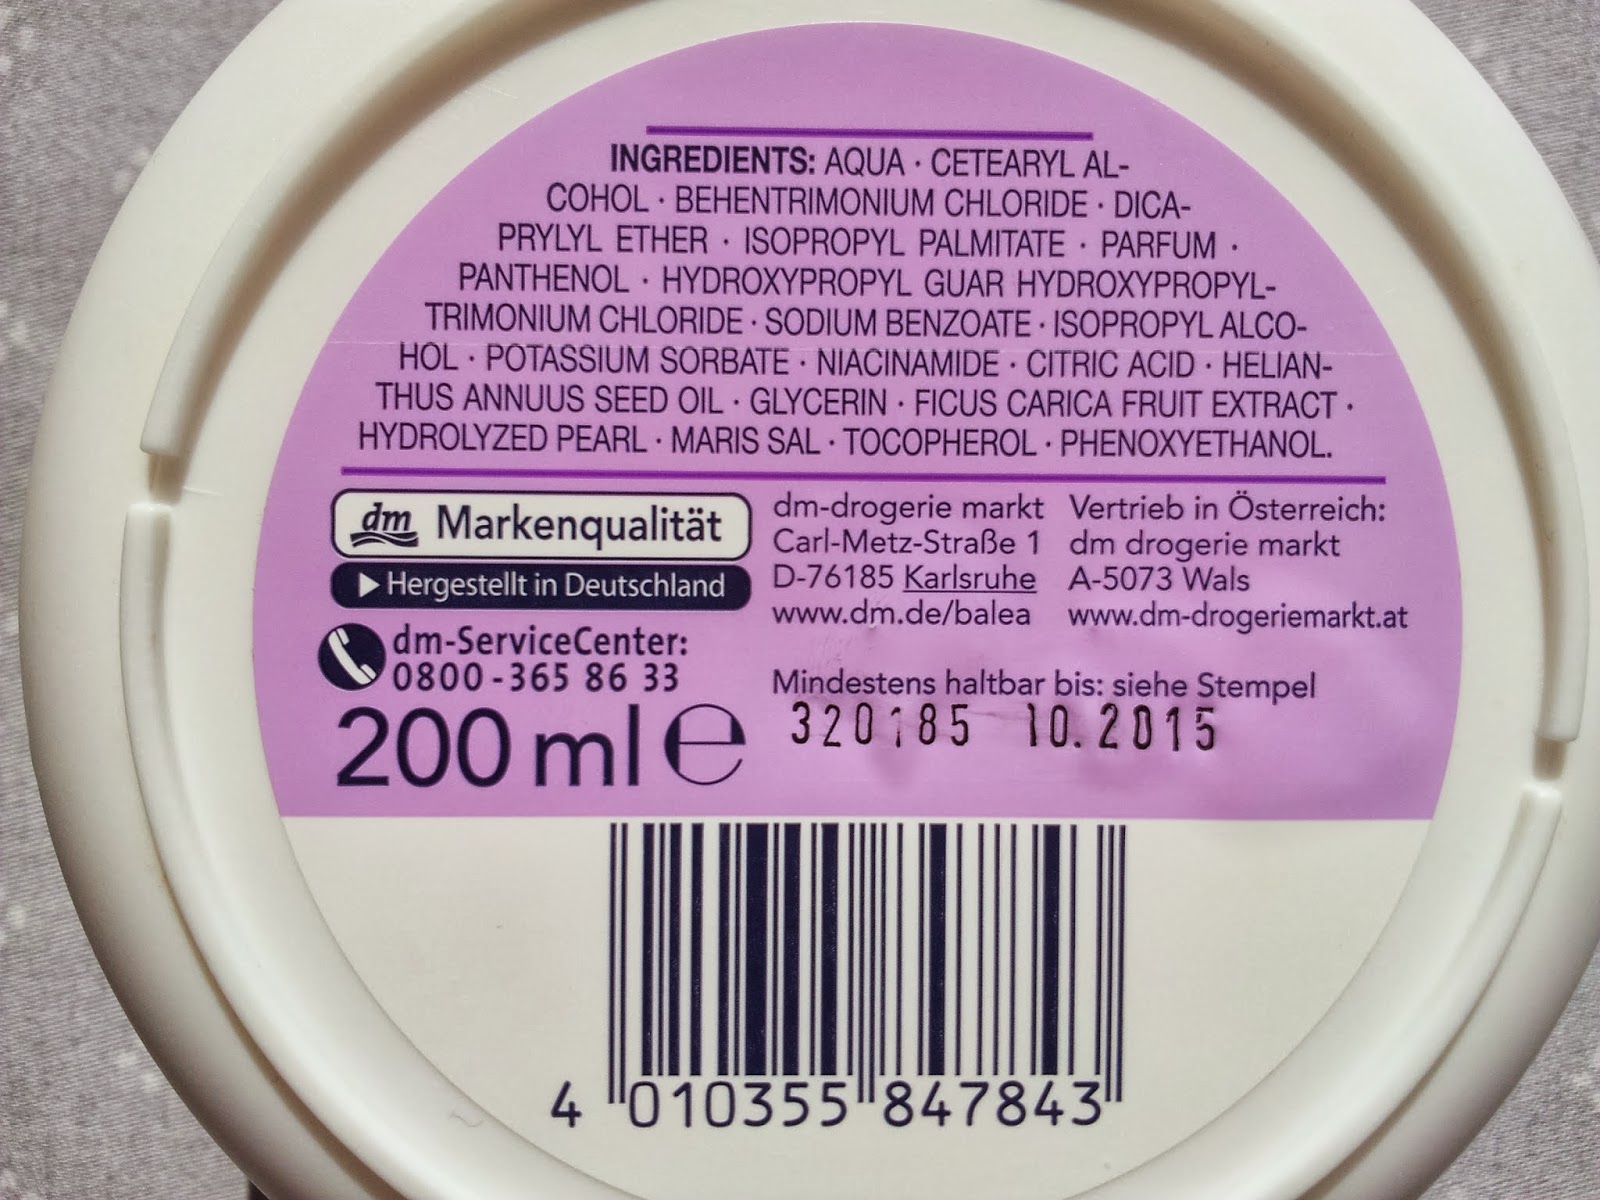 INGREDIENTS: AQUA · CETEARYL AL-
COHOL · BEHENTRIMONIUM CHLORIDE · DICA-
PRYLYL ETHER · ISOPROPYL PALMITATE · PARFUM ·
PANTHENOL · HYDROXYPROPYL GUAR HYDROXYPROPYL-
TRIMONIUM CHLORIDE · SODIUM BENZOATE · ISOPROPYL ALCO-
HOL · POTASSIUM SORBATE · NIACINAMIDE · CITRIC ACID · HELIAN-
THUS ANNUUS SEED OIL · GLYCERIN · FICUS CARICA FRUIT EXTRACT ·
HYDROLYZED PEARL · MARIS SAL · TOCOPHEROL · PHENOXYETHANOL.
dm Markenqualität
Hergestellt in Deutschland
dm-ServiceCenter:
0800 - 365 86 33
200 ml e
dm-drogerie markt
Carl-Metz-Straße 1
D-76185 Karlsruhe
www.dm.de/balea
Vertrieb in Österreich:
dm drogerie markt
A-5073 Wals
www.dm-drogeriemarkt.at
Mindestens haltbar bis: siehe Stempel
320185 10.2015
4 010355 847843